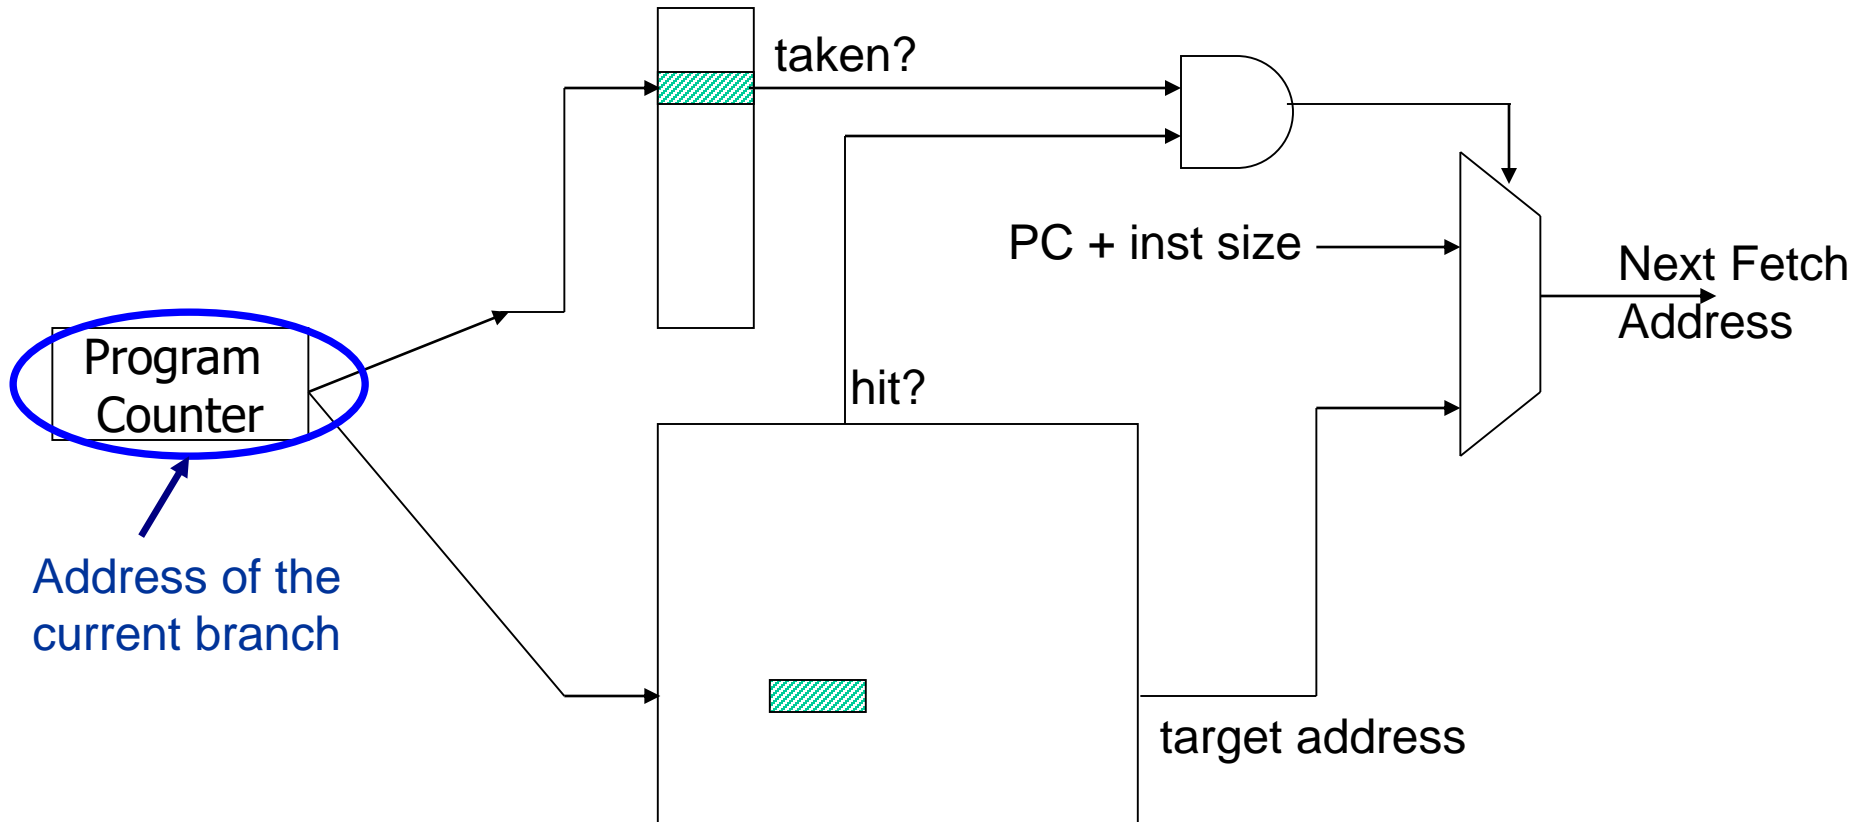 taken?
PC + inst size
Next Fetch
Address
Program
Counter
hit?
Address of the
current branch
target address